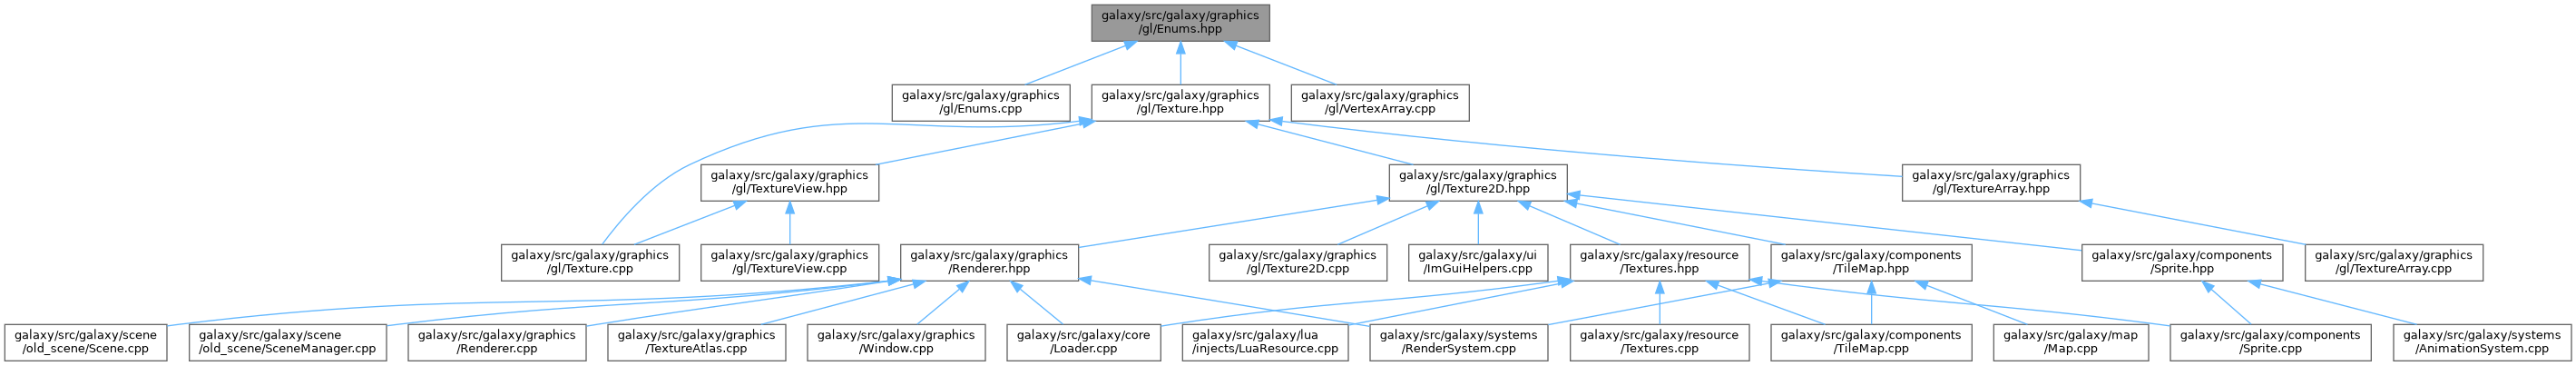 galaxy/src/galaxy/graphics
/gl/Enums.hpp
galaxy/src/galaxy/graphics
/gl/Enums.cpp
galaxy/src/galaxy/graphics
/gl/Texture.hpp
galaxy/src/galaxy/graphics
/gl/VertexArray.cpp
galaxy/src/galaxy/graphics
/gl/TextureView.hpp
galaxy/src/galaxy/graphics
/gl/Texture2D.hpp
galaxy/src/galaxy/graphics
/gl/TextureArray.hpp
galaxy/src/galaxy/graphics
/gl/Texture.cpp
galaxy/src/galaxy/graphics
/gl/TextureView.cpp
galaxy/src/galaxy/graphics
/Renderer.hpp
galaxy/src/galaxy/graphics
/gl/Texture2D.cpp
galaxy/src/galaxy/ui
/ImGuiHelpers.cpp
galaxy/src/galaxy/resource
/Textures.hpp
galaxy/src/galaxy/components
/TileMap.hpp
galaxy/src/galaxy/components
/Sprite.hpp
galaxy/src/galaxy/graphics
/gl/TextureArray.cpp
galaxy/src/galaxy/scene
/old_scene/Scene.cpp
galaxy/src/galaxy/scene
/old_scene/SceneManager.cpp
galaxy/src/galaxy/graphics
/Renderer.cpp
galaxy/src/galaxy/graphics
/TextureAtlas.cpp
galaxy/src/galaxy/graphics
/Window.cpp
galaxy/src/galaxy/core
/Loader.cpp
galaxy/src/galaxy/lua
/injects/LuaResource.cpp
galaxy/src/galaxy/systems
/RenderSystem.cpp
galaxy/src/galaxy/resource
/Textures.cpp
galaxy/src/galaxy/components
/TileMap.cpp
galaxy/src/galaxy/map
/Map.cpp
galaxy/src/galaxy/components
/Sprite.cpp
galaxy/src/galaxy/systems
/AnimationSystem.cpp